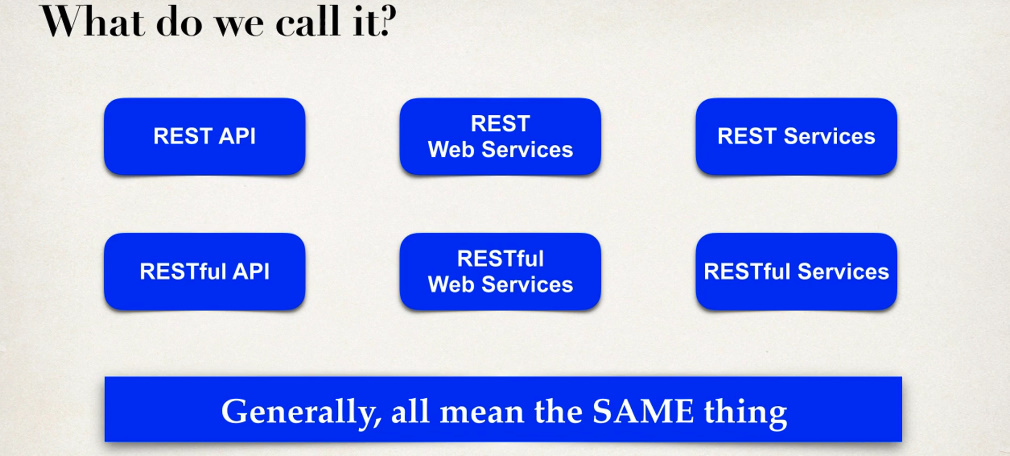 What do we call it?
REST API
REST
Web Services
REST Services
RESTful API
RESTful
Web Services
RESTful Services
Generally, all mean the SAME thing